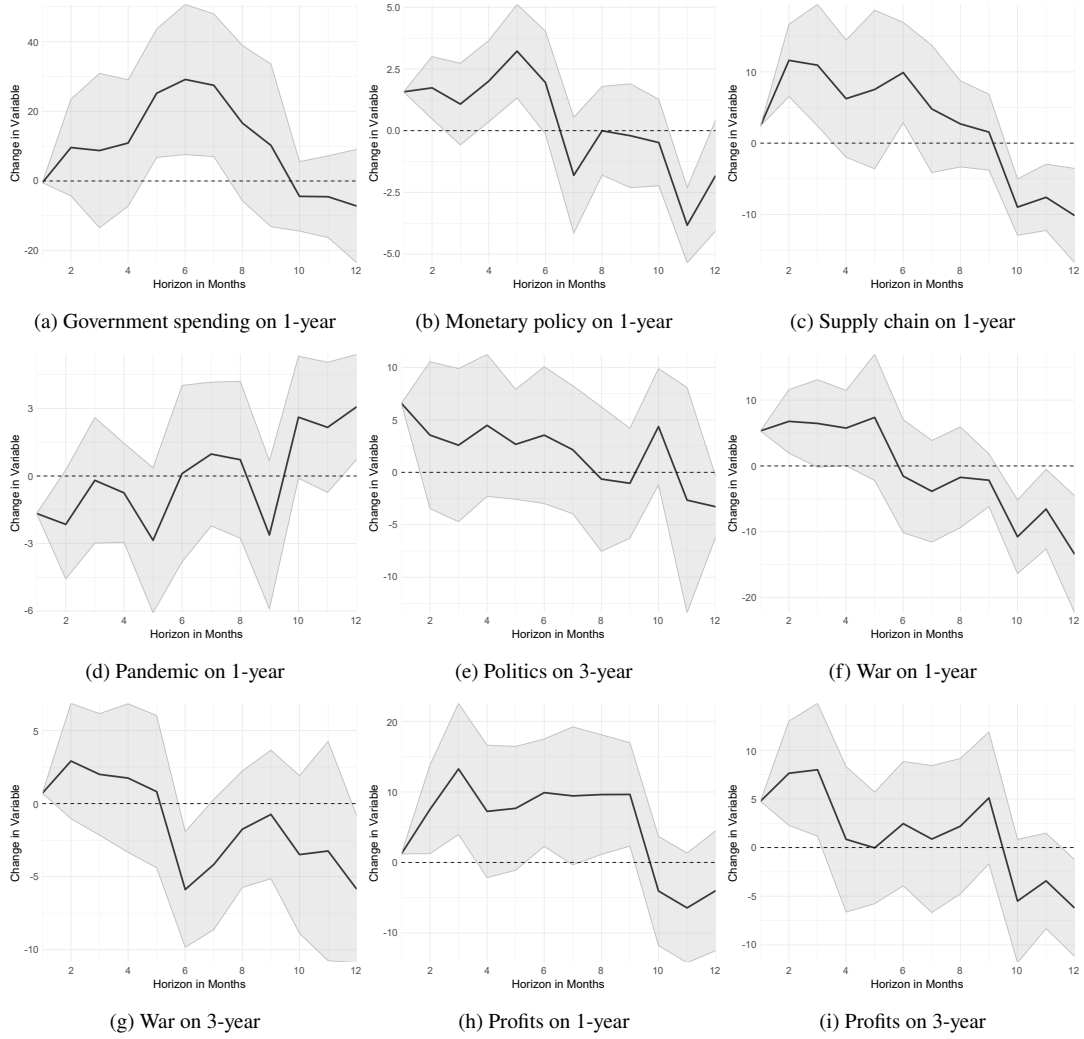 40
20
0
-20
Change in Variable
2 4 6 8 10 12
Horizon in Months
(a) Government spending on 1-year
5.0
2.5
0.0
-2.5
-5.0
Change in Variable
2 4 6 8 10 12
Horizon in Months
(b) Monetary policy on 1-year
10
0
-10
Change in Variable
2 4 6 8 10 12
Horizon in Months
(c) Supply chain on 1-year
3
0
-3
-6
Change in Variable
2 4 6 8 10 12
Horizon in Months
(d) Pandemic on 1-year
10
5
0
-5
-10
Change in Variable
2 4 6 8 10 12
Horizon in Months
(e) Politics on 3-year
10
0
-10
-20
Change in Variable
2 4 6 8 10 12
Horizon in Months
(f) War on 1-year
5
0
-5
-10
Change in Variable
2 4 6 8 10 12
Horizon in Months
(g) War on 3-year
20
10
0
-10
Change in Variable
2 4 6 8 10 12
Horizon in Months
(h) Profits on 1-year
10
5
0
-5
-10
Change in Variable
2 4 6 8 10 12
Horizon in Months
(i) Profits on 3-year